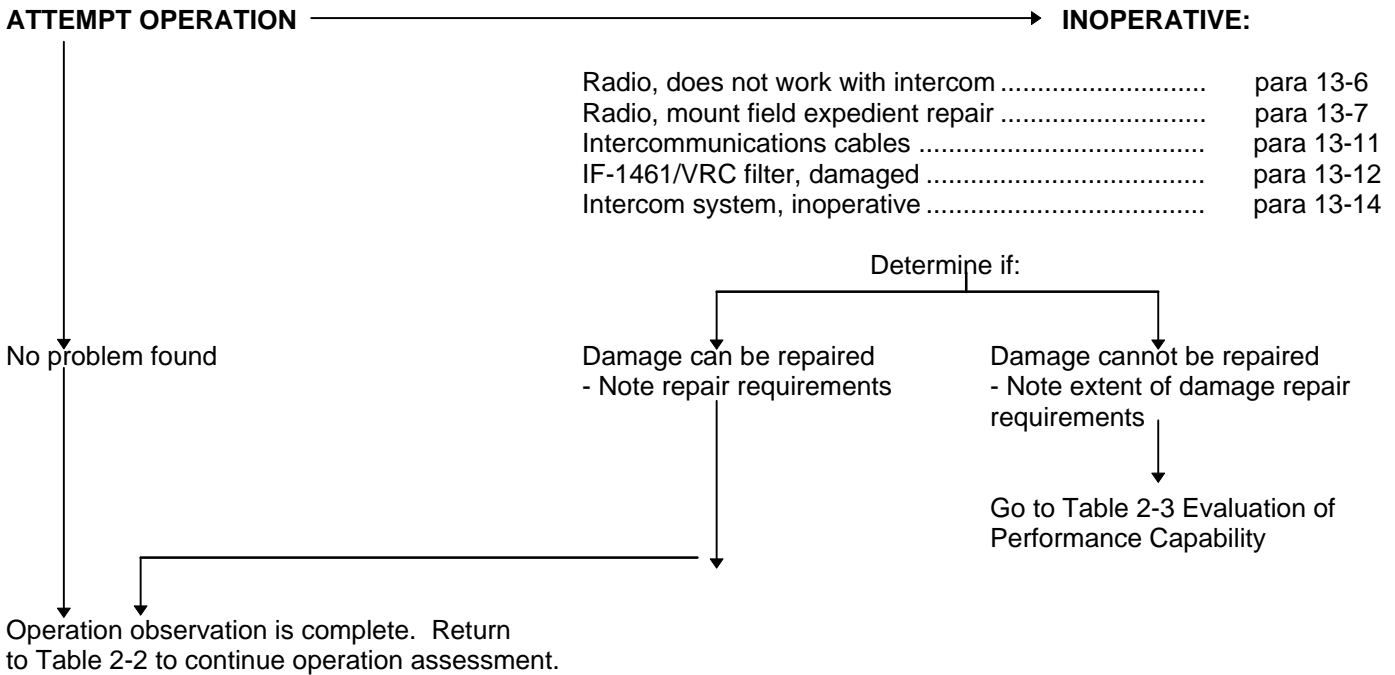 ATTEMPT OPERATION INOPERATIVE:
Radio, does not work with intercom ............................ para 13-6
Radio, mount field expedient repair ............................ para 13-7
Intercommunications cables ....................................... para 13-11
IF-1461/VRC filter, damaged ...................................... para 13-12
Intercom system, inoperative ...................................... para 13-14
Determine if:
No problem found
Damage can be repaired
- Note repair requirements
Damage cannot be repaired
- Note extent of damage repair
requirements
Go to Table 2-3 Evaluation of
Performance Capability
Operation observation is complete. Return
to Table 2-2 to continue operation assessment.